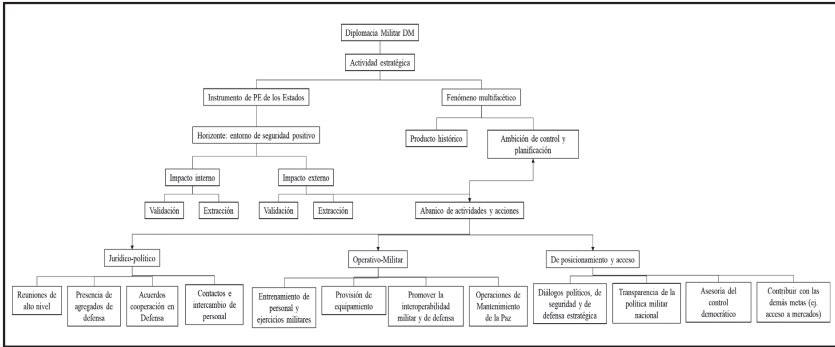 Diplomacia Militar DM
Actividad estratégica
Instrumento de PE de los Estados
Fenómeno multifacético
Horizonte: entorno de seguridad positivo
Producto histórico
Ambición de control y
planificación
Impacto interno
Impacto externo
Validación
Extracción
Validación
Extracción
Abanico de actividades y acciones
Jurídico-político
Operativo-Militar
De posicionamiento y acceso
Reuniones de
alto nivel
Presencia de
agregados de
defensa
Acuerdos
cooperación en
Defensa
Contactos e
intercambio de
personal
Entrenamiento de
personal y
ejercicios militares
Provisión de
equipamiento
Promover la
interoperabilidad
militar y de defensa
Operaciones de
Mantenimiento
de la Paz
Diálogos políticos, de
seguridad y de
defensa estratégica
Transparencia de la
política militar
nacional
Asesoría del
control
democrático
Contribuir con las
demás metas (ej.
acceso a mercados)